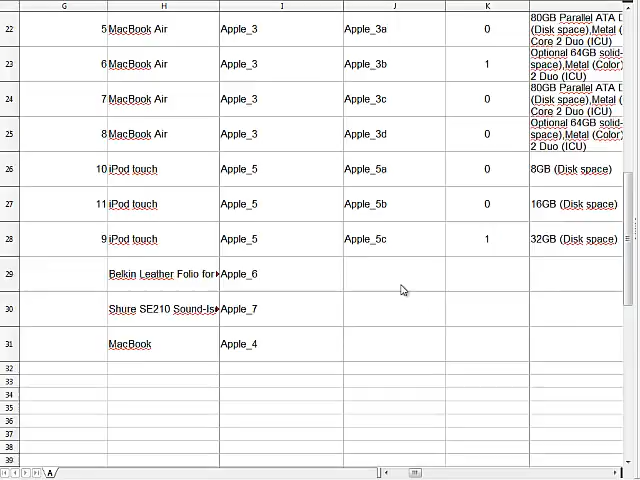 G H I J K
22 5 MacBook Air Apple_3 Apple_3a 0 80GB Parallel ATA D
(Disk space),Metal (
Core 2 Duo (ICU)
23 6 MacBook Air Apple_3 Apple_3b 1 Optional 64GB solid-
space),Metal (Color)
2 Duo (ICU)
24 7 MacBook Air Apple_3 Apple_3c 0 80GB Parallel ATA D
(Disk space),Metal (
Core 2 Duo (ICU)
25 8 MacBook Air Apple_3 Apple_3d 0 Optional 64GB solid-
space),Metal (Color)
2 Duo (ICU)
26 10 iPod touch Apple_5 Apple_5a 0 8GB (Disk space)
27 11 iPod touch Apple_5 Apple_5b 0 16GB (Disk space)
28 9 iPod touch Apple_5 Apple_5c 1 32GB (Disk space)
29 Belkin Leather Folio for Apple_6
30 Shure SE210 Sound-Is Apple_7
31 MacBook Apple_4
32
33
34
35
36
37
38
39
A